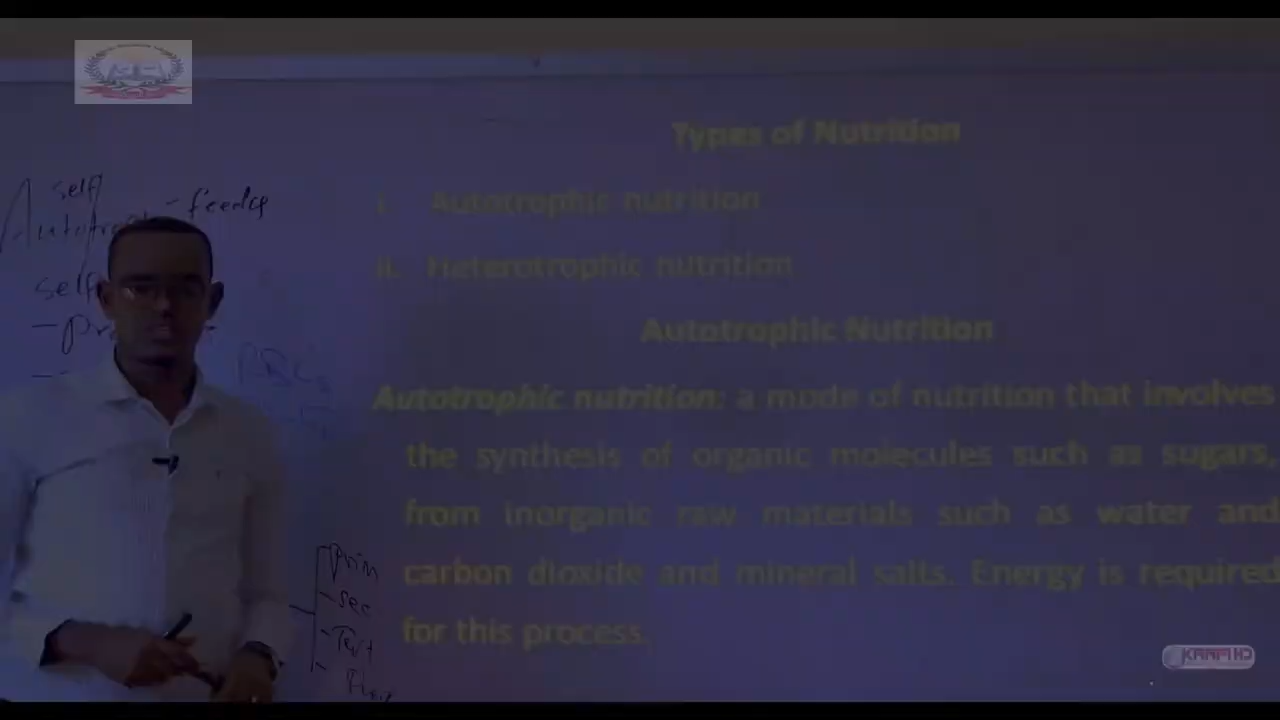 Types of Nutrition
i. Autotrophic nutrition
ii. Heterotrophic nutrition
Autotrophic Nutrition
Autotrophic nutrition: a mode of nutrition that involves
the synthesis of organic molecules such as sugars,
from inorganic raw materials such as water and
carbon dioxide and mineral salts. Energy is required
for this process.
self
- feeding
self
prim
- sec